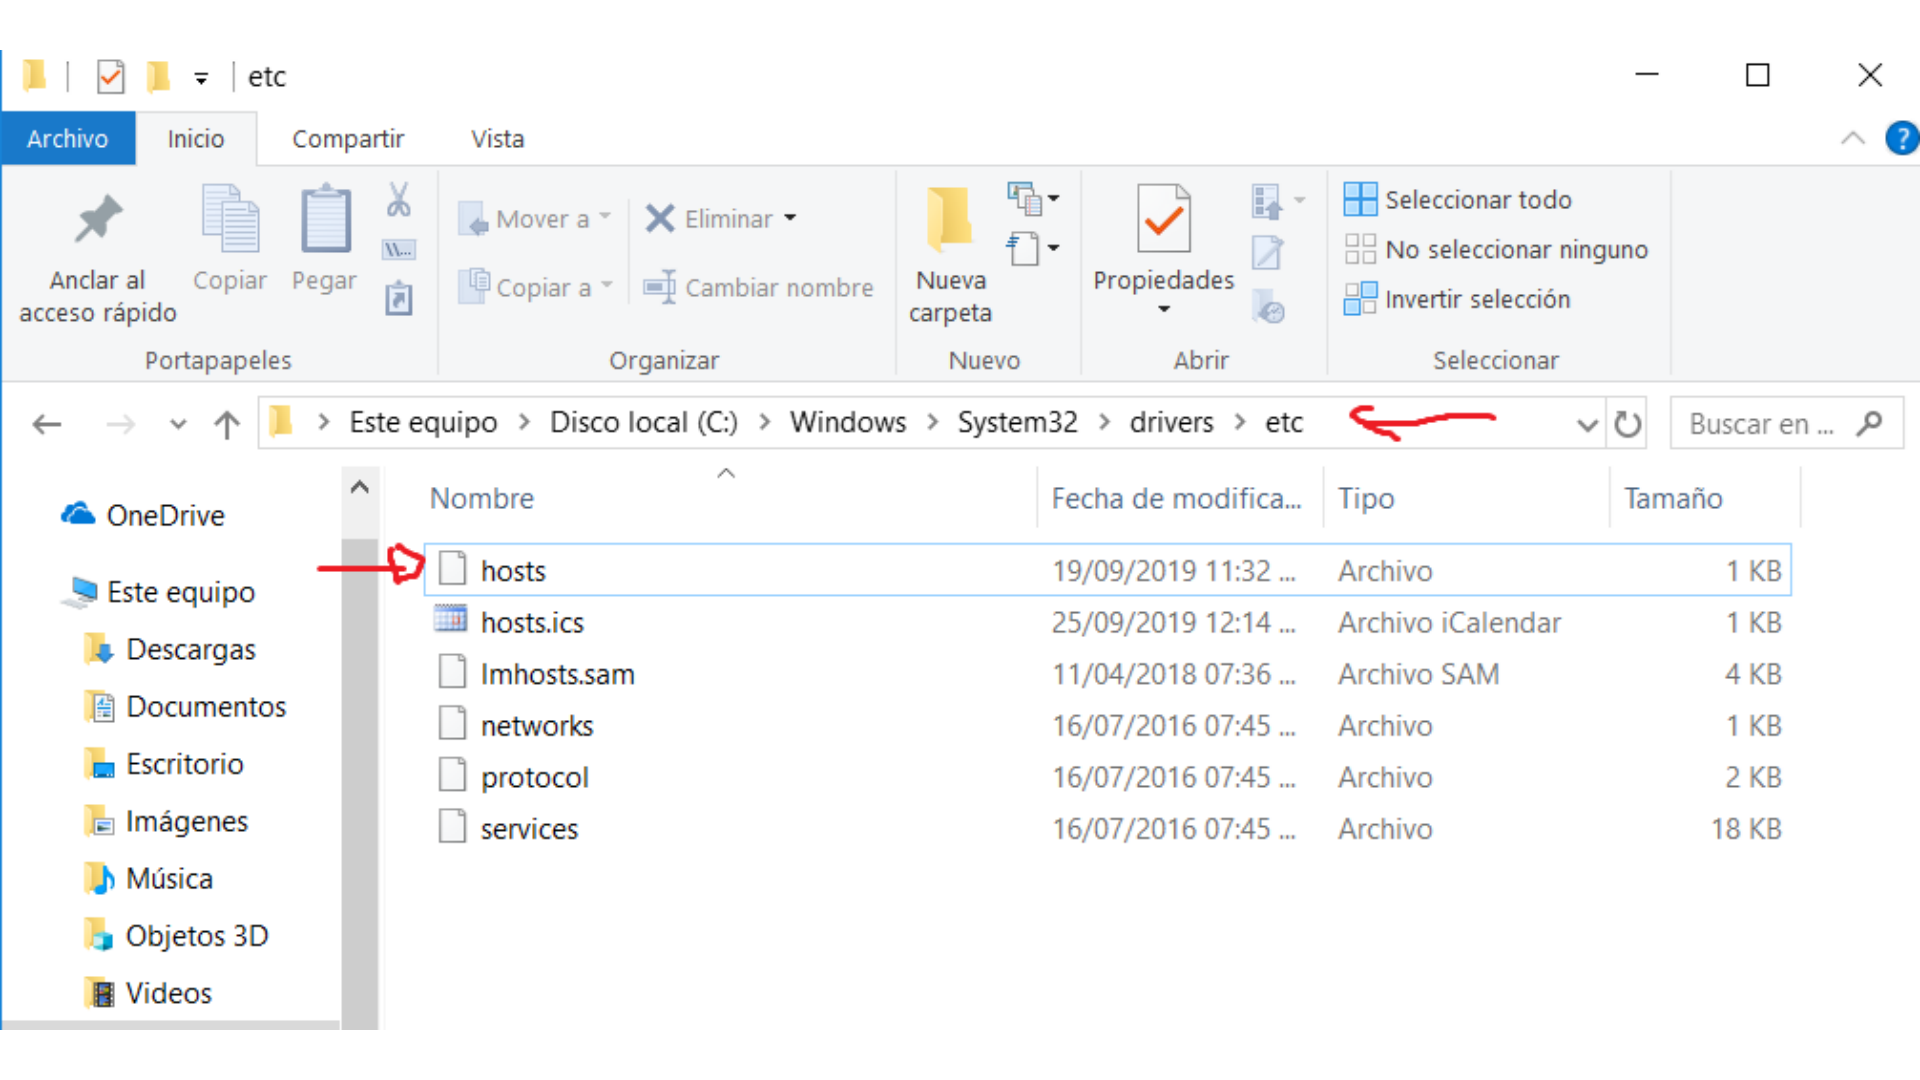 etc
Archivo Inicio Compartir Vista
Anclar al acceso rápido
Copiar
Pegar
Portapapeles
Mover a
Copiar a
Eliminar
Cambiar nombre
Organizar
Nueva carpeta
Nuevo
Propiedades
Abrir
Seleccionar todo
No seleccionar ninguno
Invertir selección
Seleccionar
Este equipo > Disco local (C:) > Windows > System32 > drivers > etc
Buscar en ...
OneDrive
Este equipo
Descargas
Documentos
Escritorio
Imágenes
Música
Objetos 3D
Videos
Nombre Fecha de modifica... Tipo Tamaño
hosts 19/09/2019 11:32 ... Archivo 1 KB
hosts.ics 25/09/2019 12:14 ... Archivo iCalendar 1 KB
lmhosts.sam 11/04/2018 07:36 ... Archivo SAM 4 KB
networks 16/07/2016 07:45 ... Archivo 1 KB
protocol 16/07/2016 07:45 ... Archivo 2 KB
services 16/07/2016 07:45 ... Archivo 18 KB